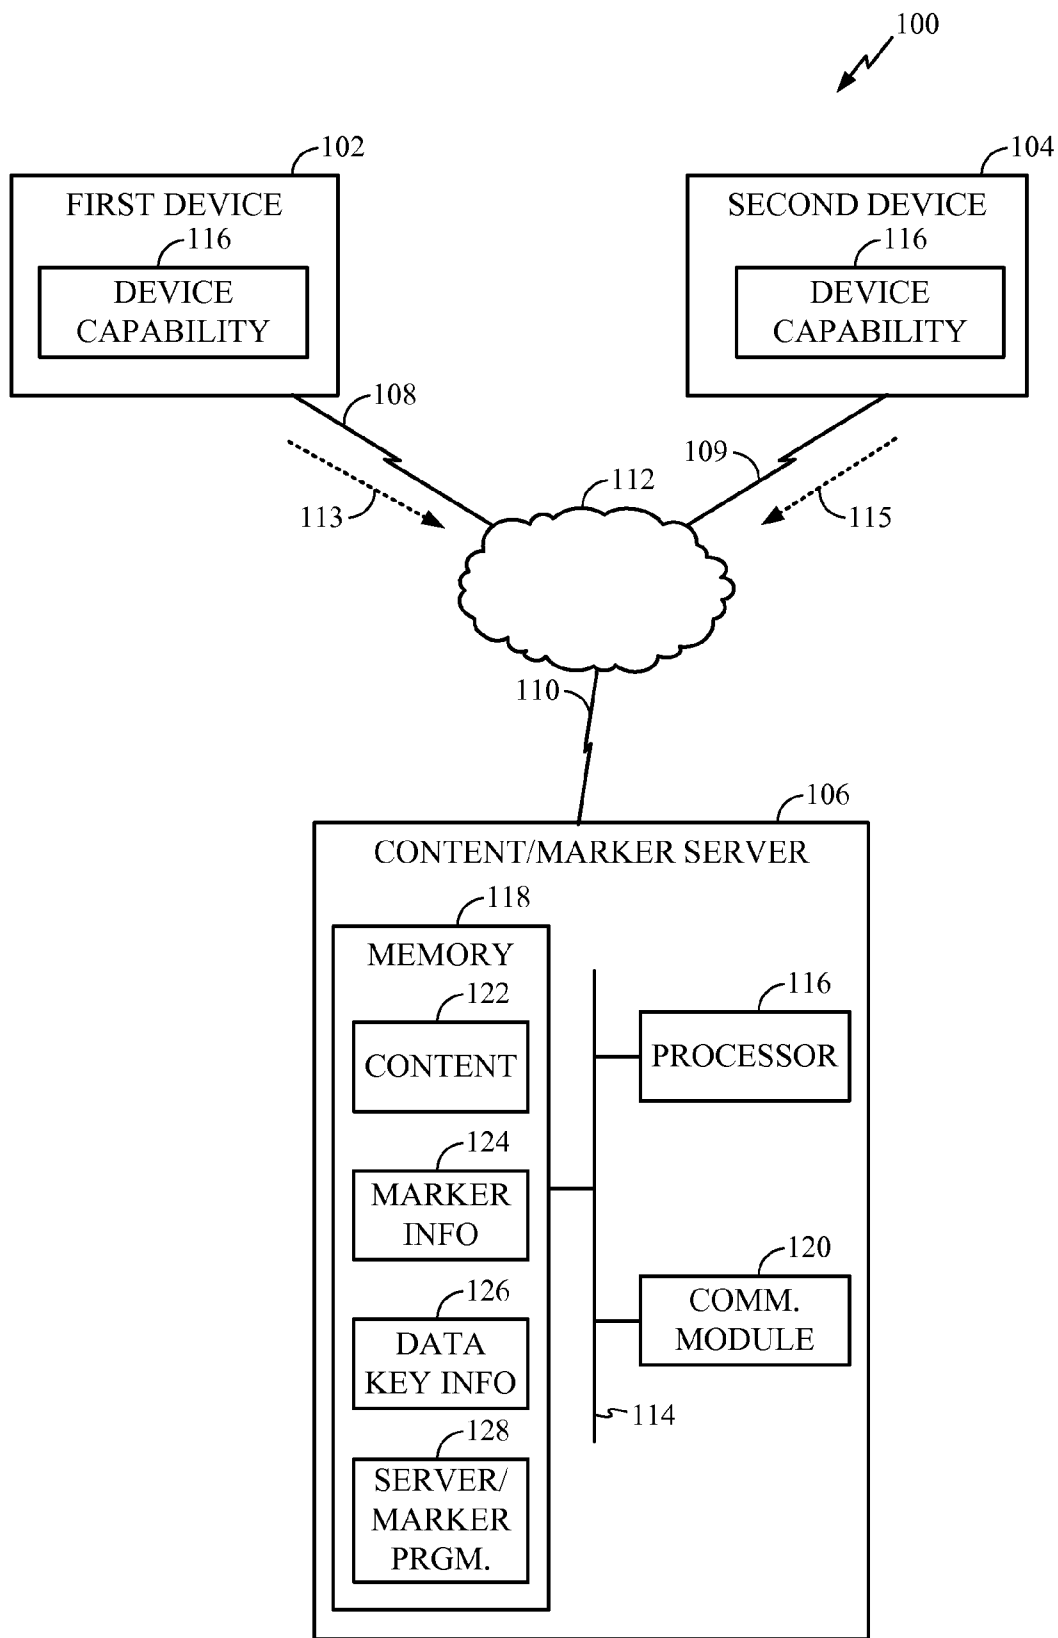 100
102
104
FIRST DEVICE
SECOND DEVICE
116
116
DEVICE
CAPABILITY
DEVICE
CAPABILITY
108
109
112
113
115
110
106
CONTENT/MARKER SERVER
118
MEMORY
122
CONTENT
116
PROCESSOR
124
MARKER
INFO
120
COMM.
MODULE
126
DATA
KEY INFO
114
128
SERVER/
MARKER
PRGM.